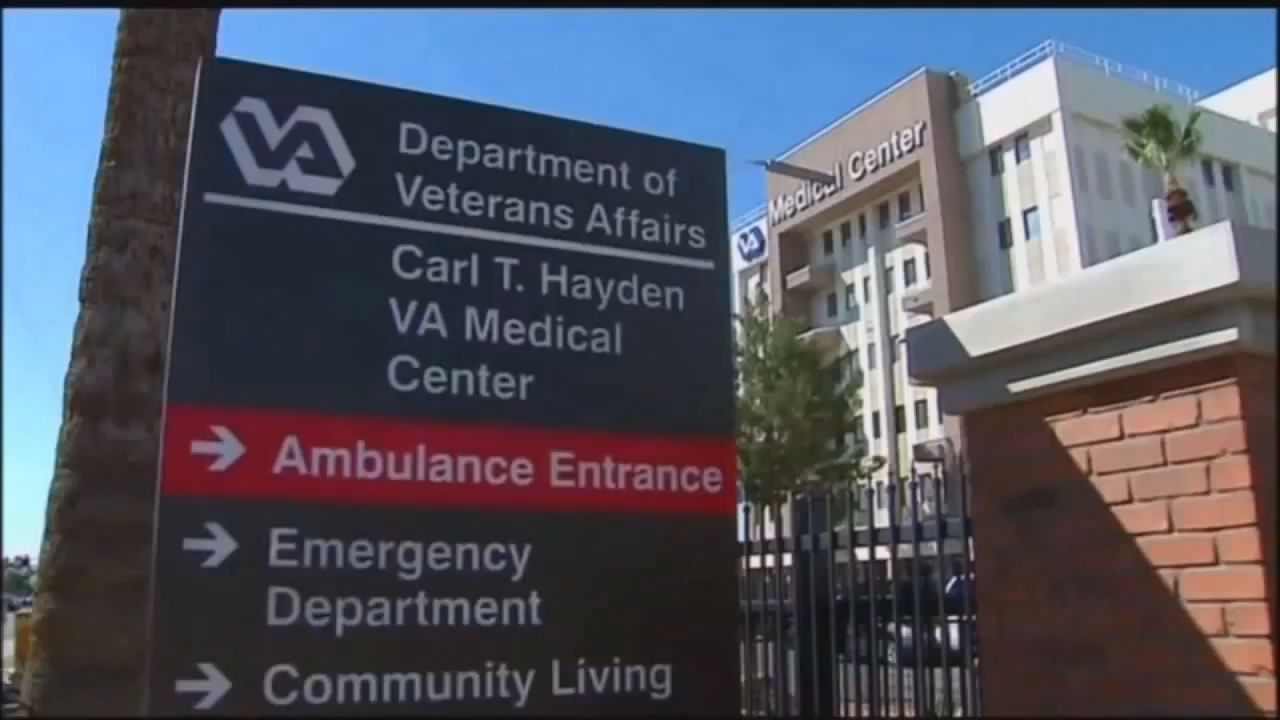 VA
Department of
Veterans Affairs
Carl T. Hayden
VA Medical
Center
Ambulance Entrance
Emergency
Department
Community Living
VA
Medical Center